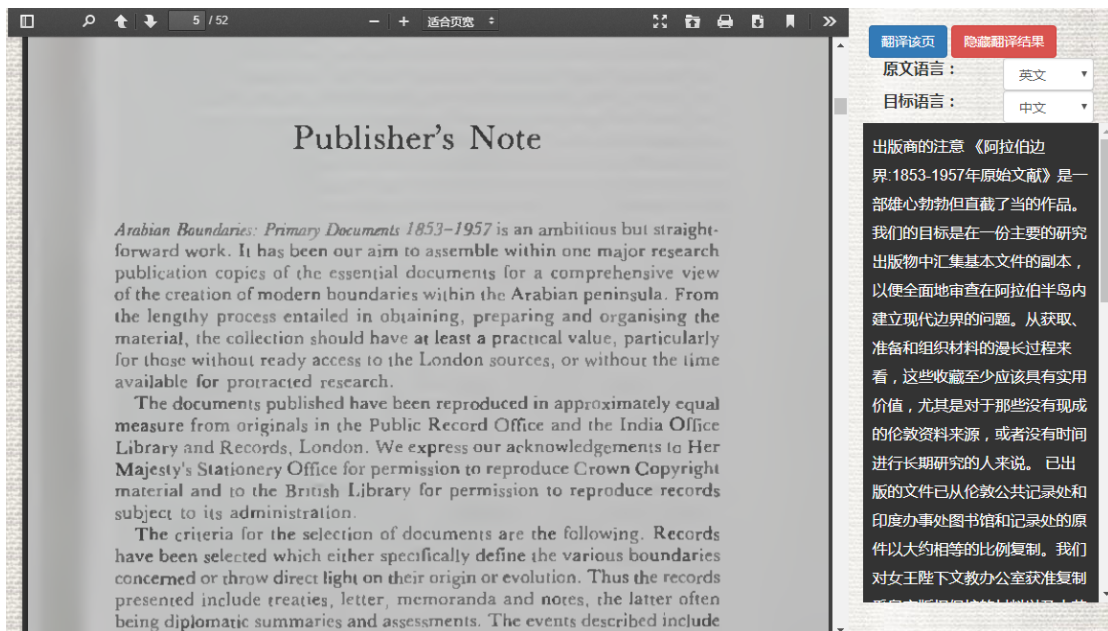 5 / 52
适合页宽
翻译该页 隐藏翻译结果
原文语言： 英文
目标语言： 中文
Publisher's Note
Arabian Boundaries: Primary Documents 1853–1957 is an ambitious but straight-
forward work. It has been our aim to assemble within one major research
publication copies of the essential documents for a comprehensive view
of the creation of modern boundaries within the Arabian peninsula. From
the lengthy process entailed in obtaining, preparing and organising the
material, the collection should have at least a practical value, particularly
for those without ready access to the London sources, or without the time
available for protracted research.
The documents published have been reproduced in approximately equal
measure from originals in the Public Record Office and the India Office
Library and Records, London. We express our acknowledgements to Her
Majesty's Stationery Office for permission to reproduce Crown Copyright
material and to the British Library for permission to reproduce records
subject to its administration.
The criteria for the selection of documents are the following. Records
have been selected which either specifically define the various boundaries
concerned or throw direct light on their origin or evolution. Thus the records
presented include treaties, letter, memoranda and notes, the latter often
being diplomatic summaries and assessments. The events described include
出版商的注意 《阿拉伯边
界:1853-1957年原始文献》是一
部雄心勃勃但直截了当的作品。
我们的目标是在一份主要的研究
出版物中汇集基本文件的副本，
以便全面地审查在阿拉伯半岛内
建立现代边界的问题。从获取、
准备和组织材料的漫长过程来
看，这些收藏至少应该具有实用
价值，尤其是对于那些没有现成
的伦敦资料来源，或者没有时间
进行长期研究的人来说。 已出
版的文件已从伦敦公共记录处和
印度办事处图书馆和记录处的原
件以大约相等的比例复制。我们
对女王陛下文教办公室获准复制